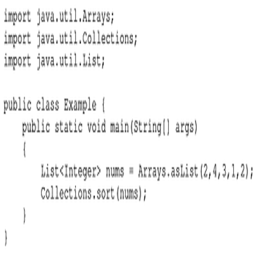 import java.util.Arrays;
import java.util.Collections;
import java.util.List;

public class Example {
    public static void main(String[] args)
    {
        List<Integer> nums = Arrays.asList(2,4,3,1,2);
        Collections.sort(nums);
    }
}